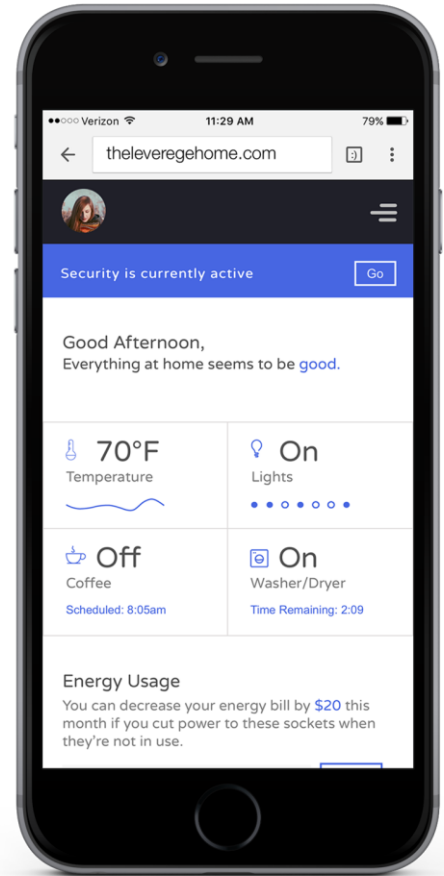 Verizon 11:29 AM 79%
theleveregehome.com :)
Security is currently active Go
Good Afternoon,
Everything at home seems to be good.
70°F
Temperature
On
Lights
Off
Coffee
Scheduled: 8:05am
On
Washer/Dryer
Time Remaining: 2:09
Energy Usage
You can decrease your energy bill by $20 this
month if you cut power to these sockets when
they're not in use.